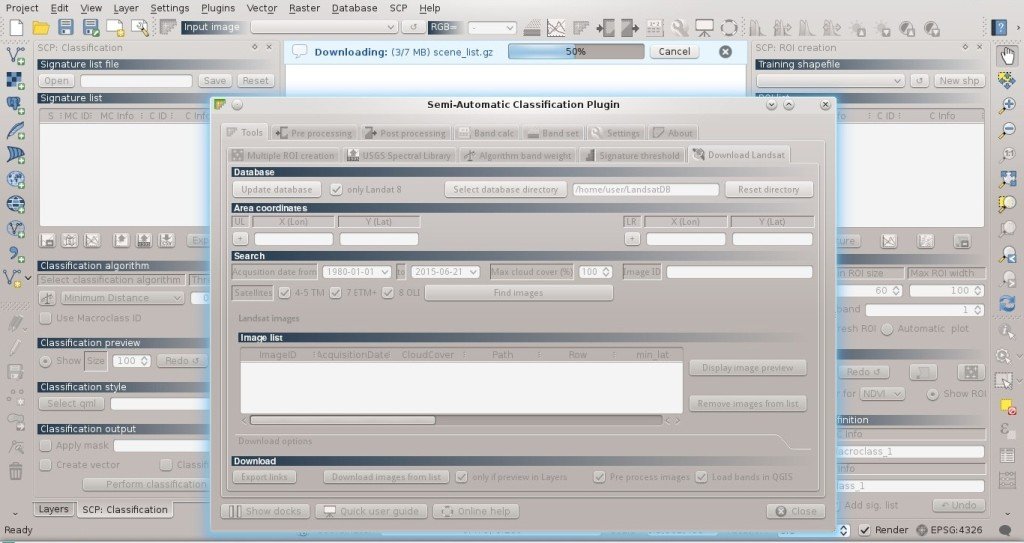 Project Edit View Layer Settings Plugins Vector Raster Database SCP Help
Input image RGB=
SCP: Classification
Downloading: (3/7 MB) scene_list.gz 50% Cancel
SCP: ROI creation
Signature list file
Training shapefile
Open Save Reset
New shp
Signature list
Semi-Automatic Classification Plugin
S MC ID MC Info C ID C Info
C ID C Info
Tools Pre processing Post processing Band calc Band set Settings About
Multiple ROI creation USGS Spectral Library Algorithm band weight Signature threshold Download Landsat
Database
Update database only Landat 8 Select database directory /home/user/LandsatDB Reset directory
Area coordinates
UL X (Lon) Y (Lat) LR X (Lon) Y (Lat)
+ +
Search
Acqusition date from 1980-01-01 to 2015-06-21 Max cloud cover (%) 100 Image ID
Satellites 4-5 TM 7 ETM+ 8 OLI Find images
Landsat images
Image list
ImageID AcquisitionDate CloudCover Path Row min_lat
Display image preview
Remove images from list
Download options
Download
Export links Download images from list only if preview in Layers Pre process images Load bands in QGIS
Show docks Quick user guide Online help Close
Classification algorithm
Select classification algorithm
Minimum Distance
Use Macroclass ID
Classification preview
Show Size 100 Redo
Classification style
Select qml
Classification output
Apply mask
Create vector
Perform classification
Layers SCP: Classification
ROI size Max ROI width
60 100
1
Automatic plot
Redo
for NDVI Show ROI
C Info
Add sig. list Undo
Ready
Render EPSG:4326